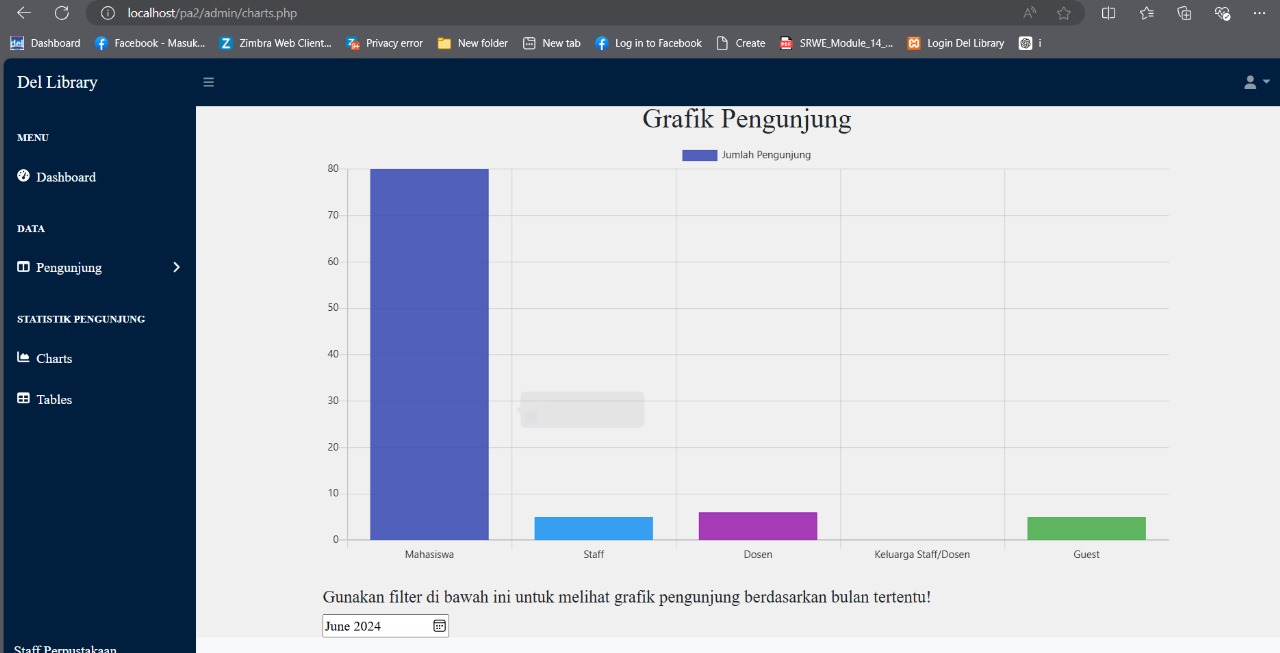 localhost/pa2/admin/charts.php
Dashboard
Facebook - Masuk...
Zimbra Web Client...
Privacy error
New folder
New tab
Log in to Facebook
Create
SRWE_Module_14_...
Login Del Library
i
Del Library
MENU
Dashboard
DATA
Pengunjung
STATISTIK PENGUNJUNG
Charts
Tables
Staff Perpustakaan
Grafik Pengunjung
Jumlah Pengunjung
80
70
60
50
40
30
20
10
0
Mahasiswa
Staff
Dosen
Keluarga Staff/Dosen
Guest
Gunakan filter di bawah ini untuk melihat grafik pengunjung berdasarkan bulan tertentu!
June 2024